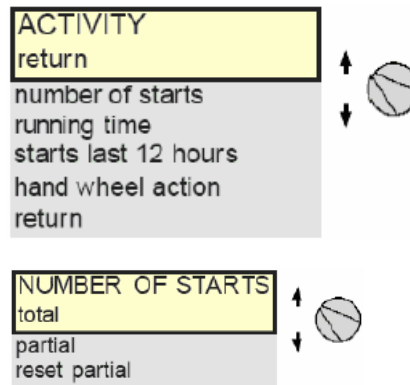 ACTIVITY
return
number of starts
running time
starts last 12 hours
hand wheel action
return
NUMBER OF STARTS
total
partial
reset partial